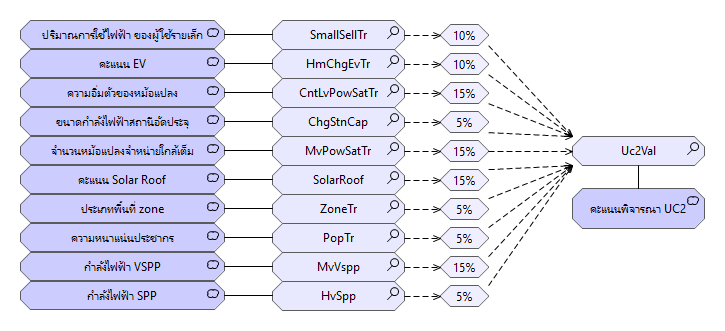 ปริมาณการใช้ไฟฟ้า ของผู้ใช้รายเล็ก SmallSellTr 10%
คะแนน EV HmChgEvTr 10%
ความอิ่มตัวของหม้อแปลง CntLvPowSatTr 15%
ขนาดกำลังไฟฟ้าสถานีอัดประจุ ChgStnCap 5%
จำนวนหม้อแปลงจำหน่ายใกล้เต็ม MvPowSatTr 15% Uc2Val
คะแนน Solar Roof SolarRoof 15%
ประเภทพื้นที่ zone ZoneTr 5% คะแนนพิจารณา UC2
ความหนาแน่นประชากร PopTr 5%
กำลังไฟฟ้า VSPP MvVspp 15%
กำลังไฟฟ้า SPP HvSpp 5%